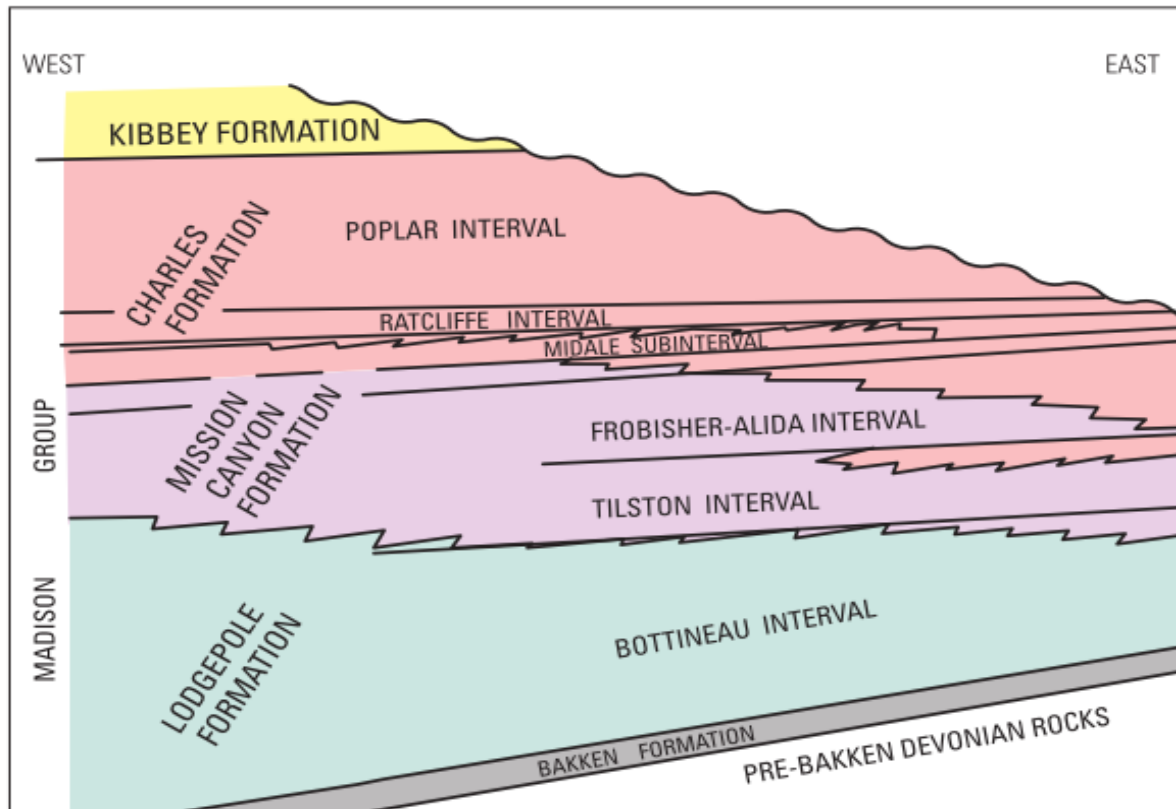 WEST
EAST
KIBBEY FORMATION
POPLAR INTERVAL
CHARLES
FORMATION
RATCLIFFE INTERVAL
MIDALE SUBINTERVAL
MISSION
CANYON
FORMATION
FROBISHER-ALIDA INTERVAL
TILSTON INTERVAL
MADISON GROUP
LODGEPOLE
FORMATION
BOTTINEAU INTERVAL
BAKKEN FORMATION
PRE-BAKKEN DEVONIAN ROCKS